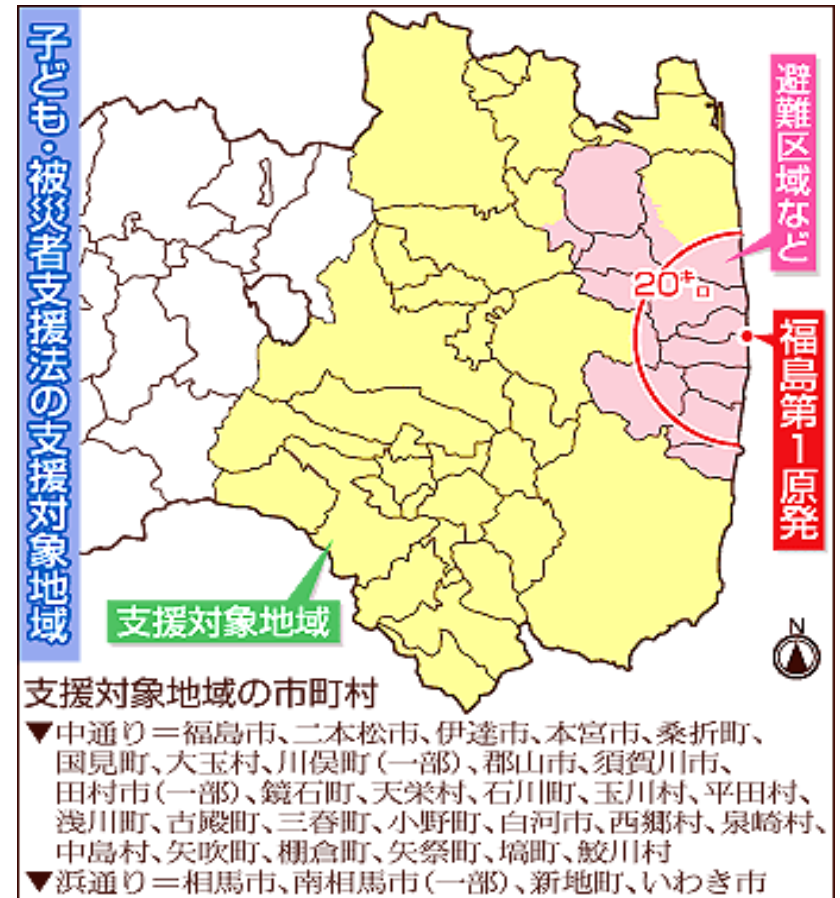 子ども・被災者支援法の支援対象地域
避難区域など
20㌔
福島第1原発
支援対象地域
N
支援対象地域の市町村
▼中通り＝福島市、二本松市、伊達市、本宮市、桑折町、
国見町、大玉村、川俣町(一部)、郡山市、須賀川市、
田村市(一部)、鏡石町、天栄村、石川町、玉川村、平田村、
浅川町、古殿町、三春町、小野町、白河市、西郷村、泉崎村、
中島村、矢吹町、棚倉町、矢祭町、塙町、鮫川村
▼浜通り＝相馬市、南相馬市(一部)、新地町、いわき市